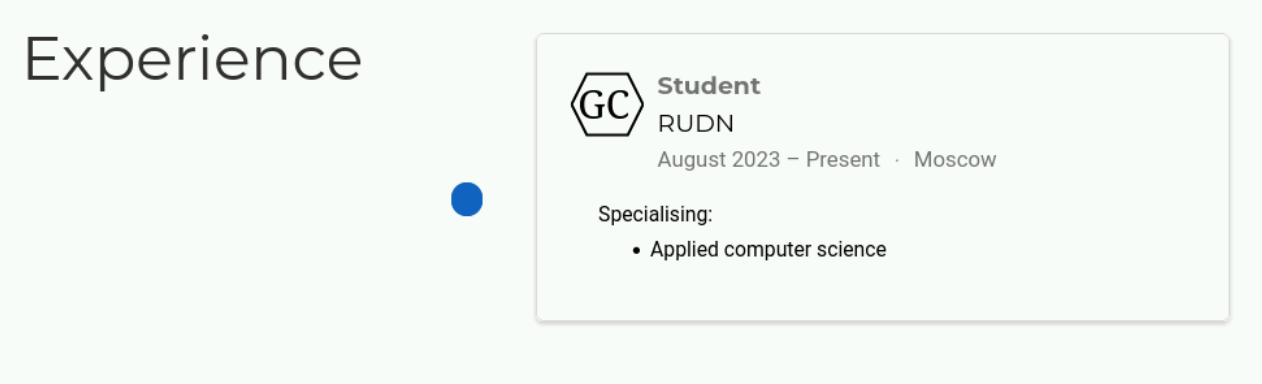 Experience
GC
Student
RUDN
August 2023 – Present · Moscow
Specialising:
• Applied computer science